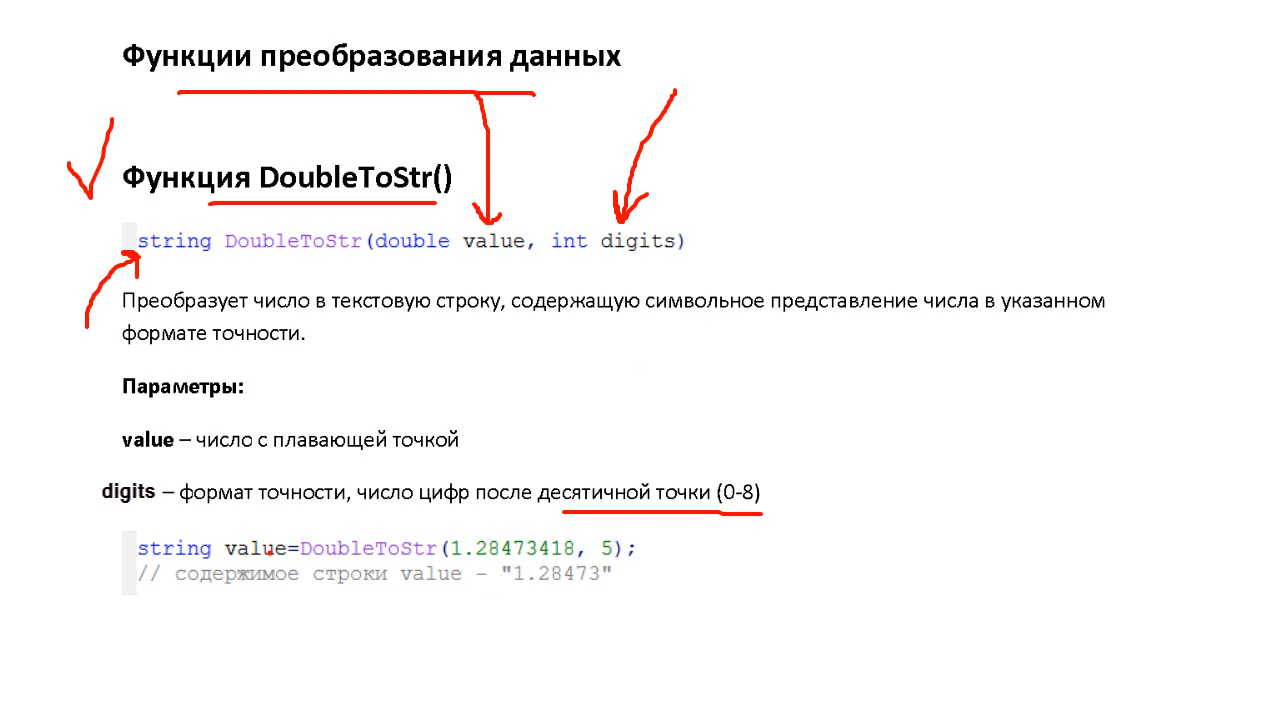 Функции преобразования данных
Функция DoubleToStr()
string DoubleToStr(double value, int digits)
Преобразует число в текстовую строку, содержащую символьное представление числа в указанном
формате точности.
Параметры:
value – число с плавающей точкой
digits – формат точности, число цифр после десятичной точки (0-8)
string value=DoubleToStr(1.28473418, 5);
// содержимое строки value - "1.28473"